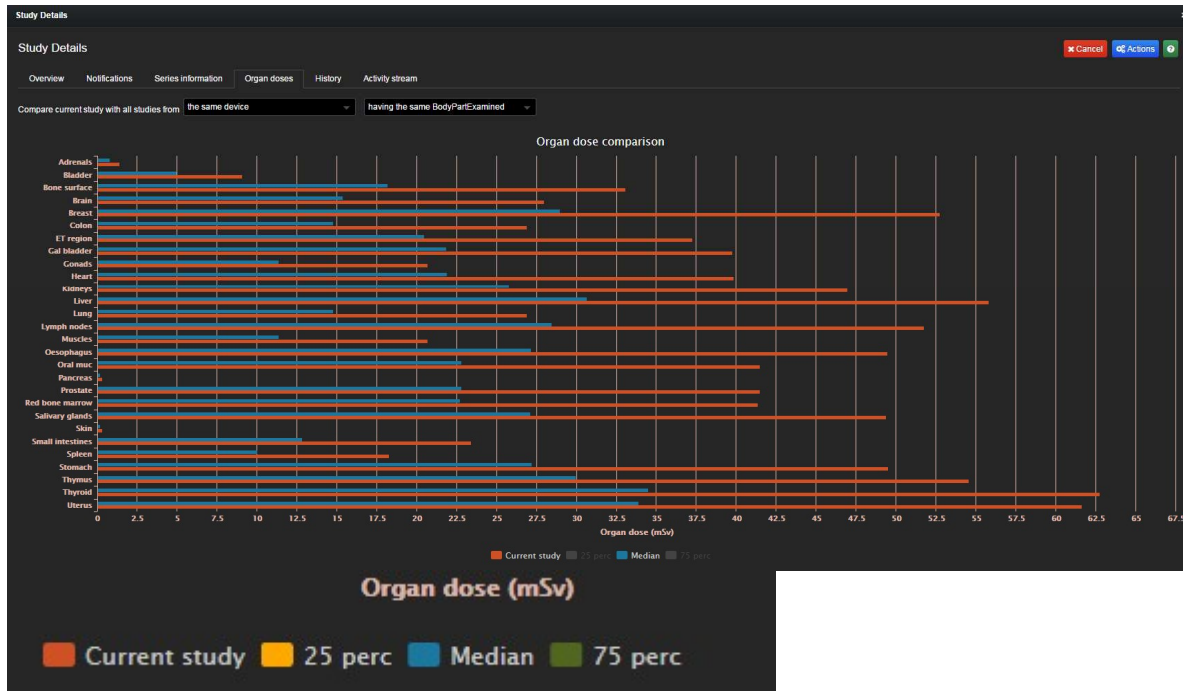 Study Details
Study Details
Cancel Actions
Overview Notifications Series information Organ doses History Activity stream
Compare current study with all studies from the same device having the same BodyPartExamined
Organ dose comparison
Adrenals
Bladder
Bone surface
Brain
Breast
Colon
ET region
Gal bladder
Gonads
Heart
Kidneys
Liver
Lung
Lymph nodes
Muscles
Oesophagus
Oral muc
Pancreas
Prostate
Red bone marrow
Salivary glands
Skin
Small intestines
Spleen
Stomach
Thymus
Thyroid
Uterus
0 2.5 5 7.5 10 12.5 15 17.5 20 22.5 25 27.5 30 32.5 35 37.5 40 42.5 45 47.5 50 52.5 55 57.5 60 62.5 65 67.5
Organ dose (mSv)
Current study 25 perc Median 75 perc
Organ dose (mSv)
Current study 25 perc Median 75 perc